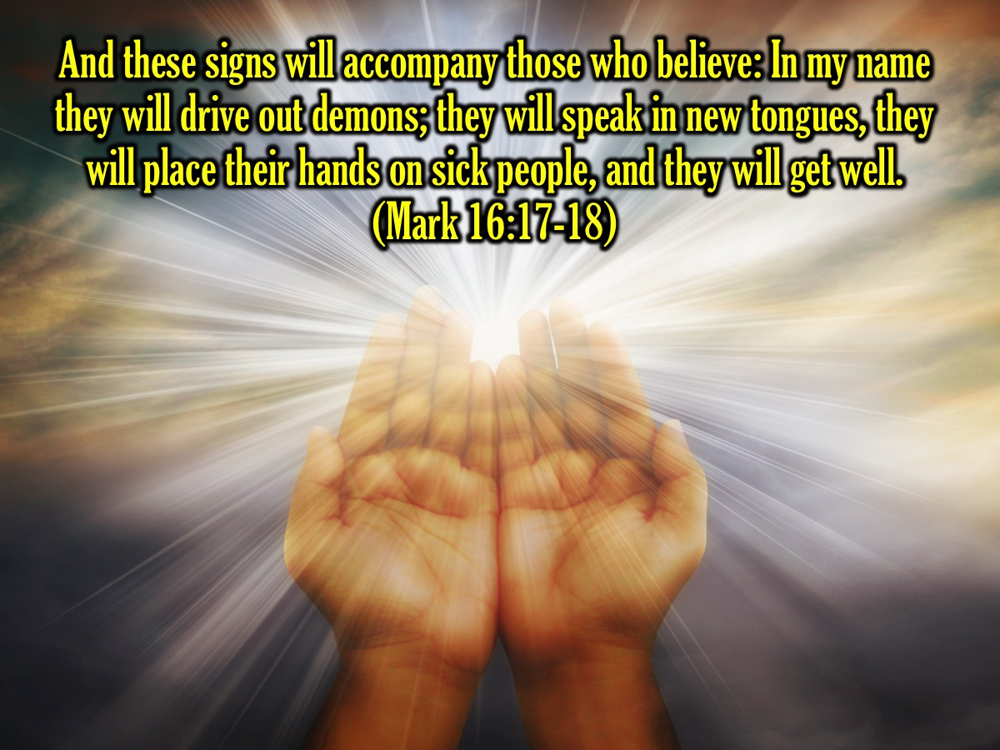 And these signs will accompany those who believe: In my name
they will drive out demons; they will speak in new tongues, they
will place their hands on sick people, and they will get well.
(Mark 16:17-18)